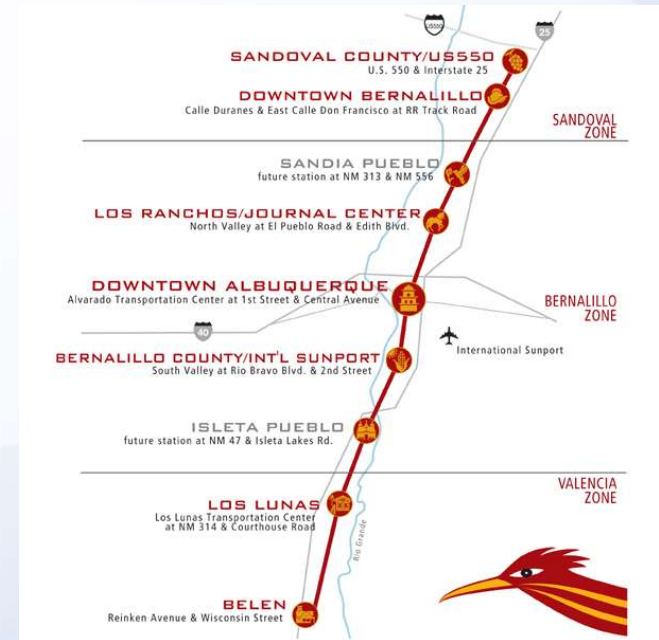 US550
25
SANDOVAL COUNTY/US550
U.S. 550 & Interstate 25
DOWNTOWN BERNALILLO
Calle Duranes & East Calle Don Francisco at RR Track Road
SANDOVAL
ZONE
SANDIA PUEBLO
future station at NM 313 & NM 556
LOS RANCHOS/JOURNAL CENTER
North Valley at El Pueblo Road & Edith Blvd.
DOWNTOWN ALBUQUERQUE
Alvarado Transportation Center at 1st Street & Central Avenue
BERNALILLO
ZONE
40
International Sunport
BERNALILLO COUNTY/INT'L SUNPORT
South Valley at Rio Bravo Blvd. & 2nd Street
ISLETA PUEBLO
future station at NM 47 & Isleta Lakes Rd.
VALENCIA
ZONE
LOS LUNAS
Los Lunas Transportation Center
at NM 314 & Courthouse Road
Rio Grande
BELEN
Reinken Avenue & Wisconsin Street